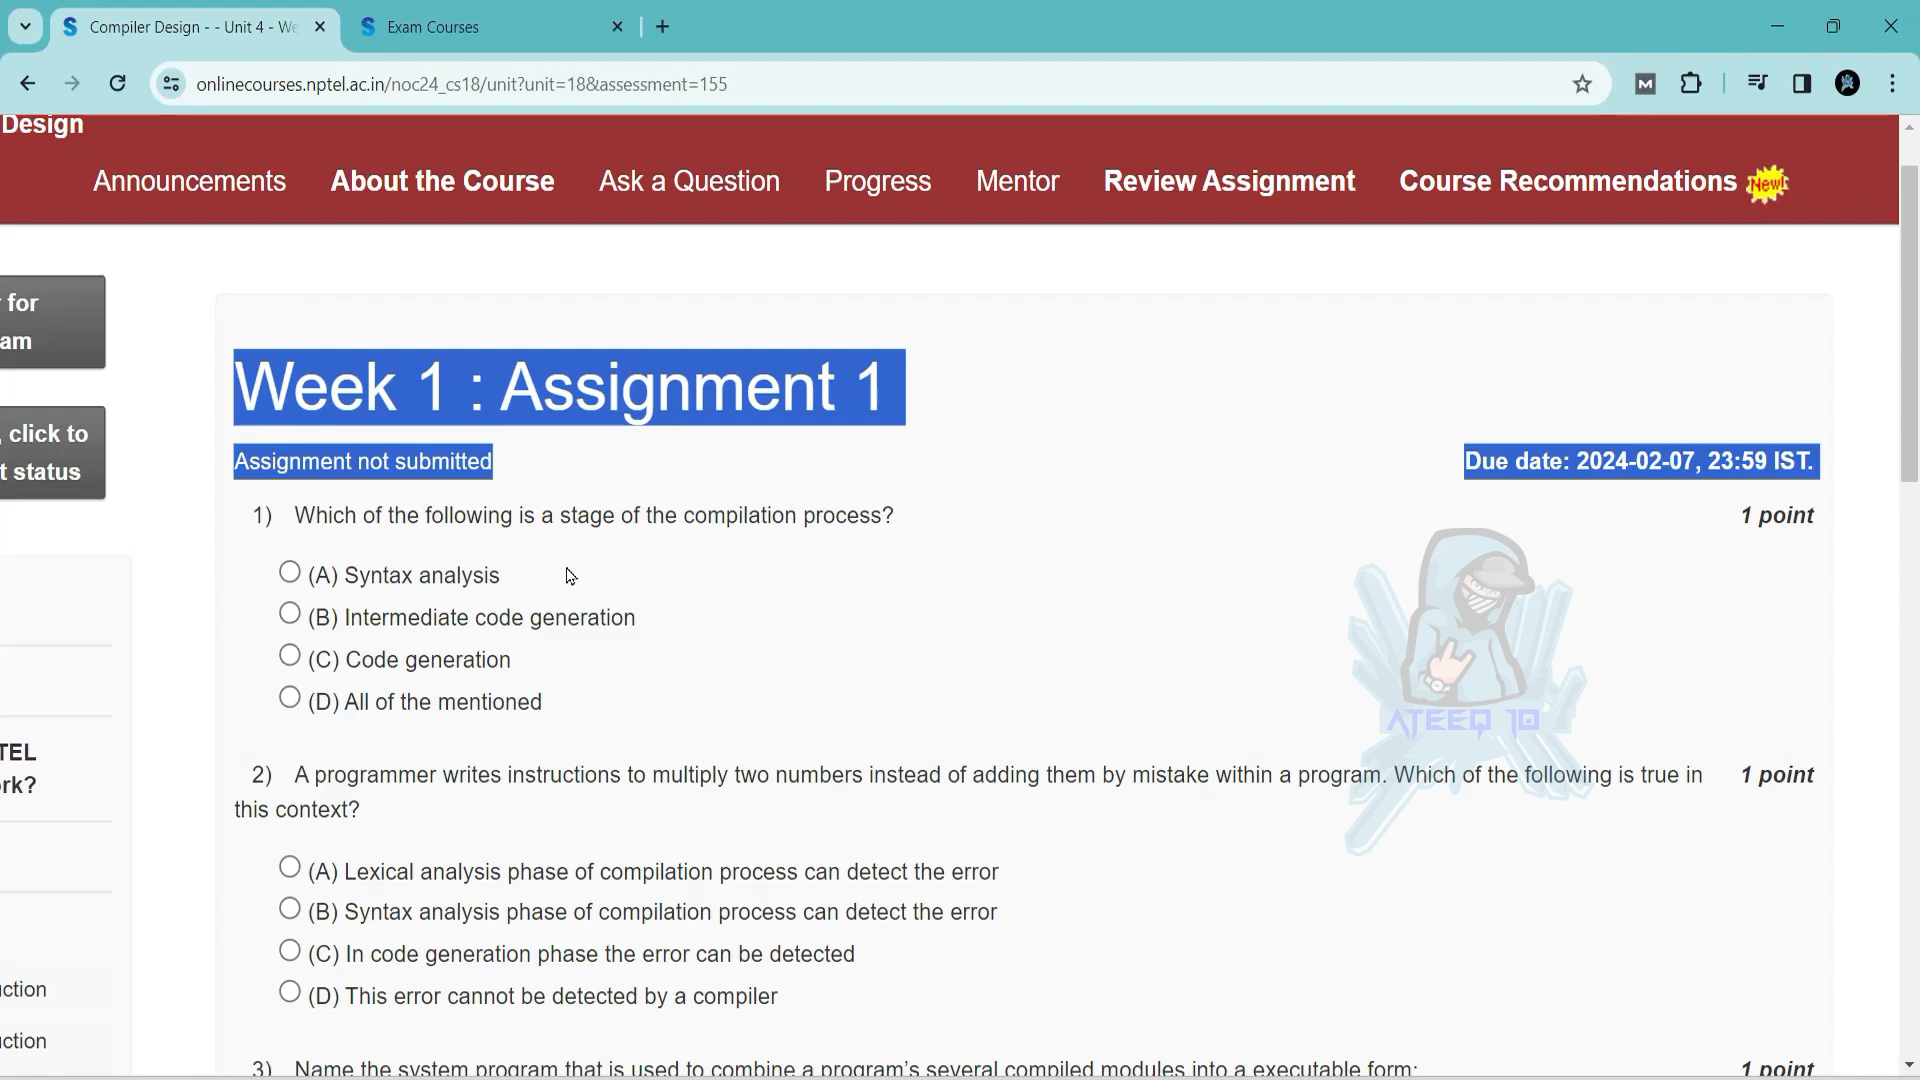 Compiler Design - - Unit 4 - We
Exam Courses
onlinecourses.nptel.ac.in/noc24_cs18/unit?unit=18&assessment=155
M
Design
Announcements About the Course Ask a Question Progress Mentor Review Assignment Course Recommendations New!
for
am
, click to
t status
TEL
rk?
ction
ction
Week 1 : Assignment 1
Assignment not submitted Due date: 2024-02-07, 23:59 IST.
1) Which of the following is a stage of the compilation process? 1 point
(A) Syntax analysis
(B) Intermediate code generation
(C) Code generation
(D) All of the mentioned
ATEEQ 10
2) A programmer writes instructions to multiply two numbers instead of adding them by mistake within a program. Which of the following is true in 1 point
this context?
(A) Lexical analysis phase of compilation process can detect the error
(B) Syntax analysis phase of compilation process can detect the error
(C) In code generation phase the error can be detected
(D) This error cannot be detected by a compiler
3) Name the system program that is used to combine a program's several compiled modules into a executable form: 1 point